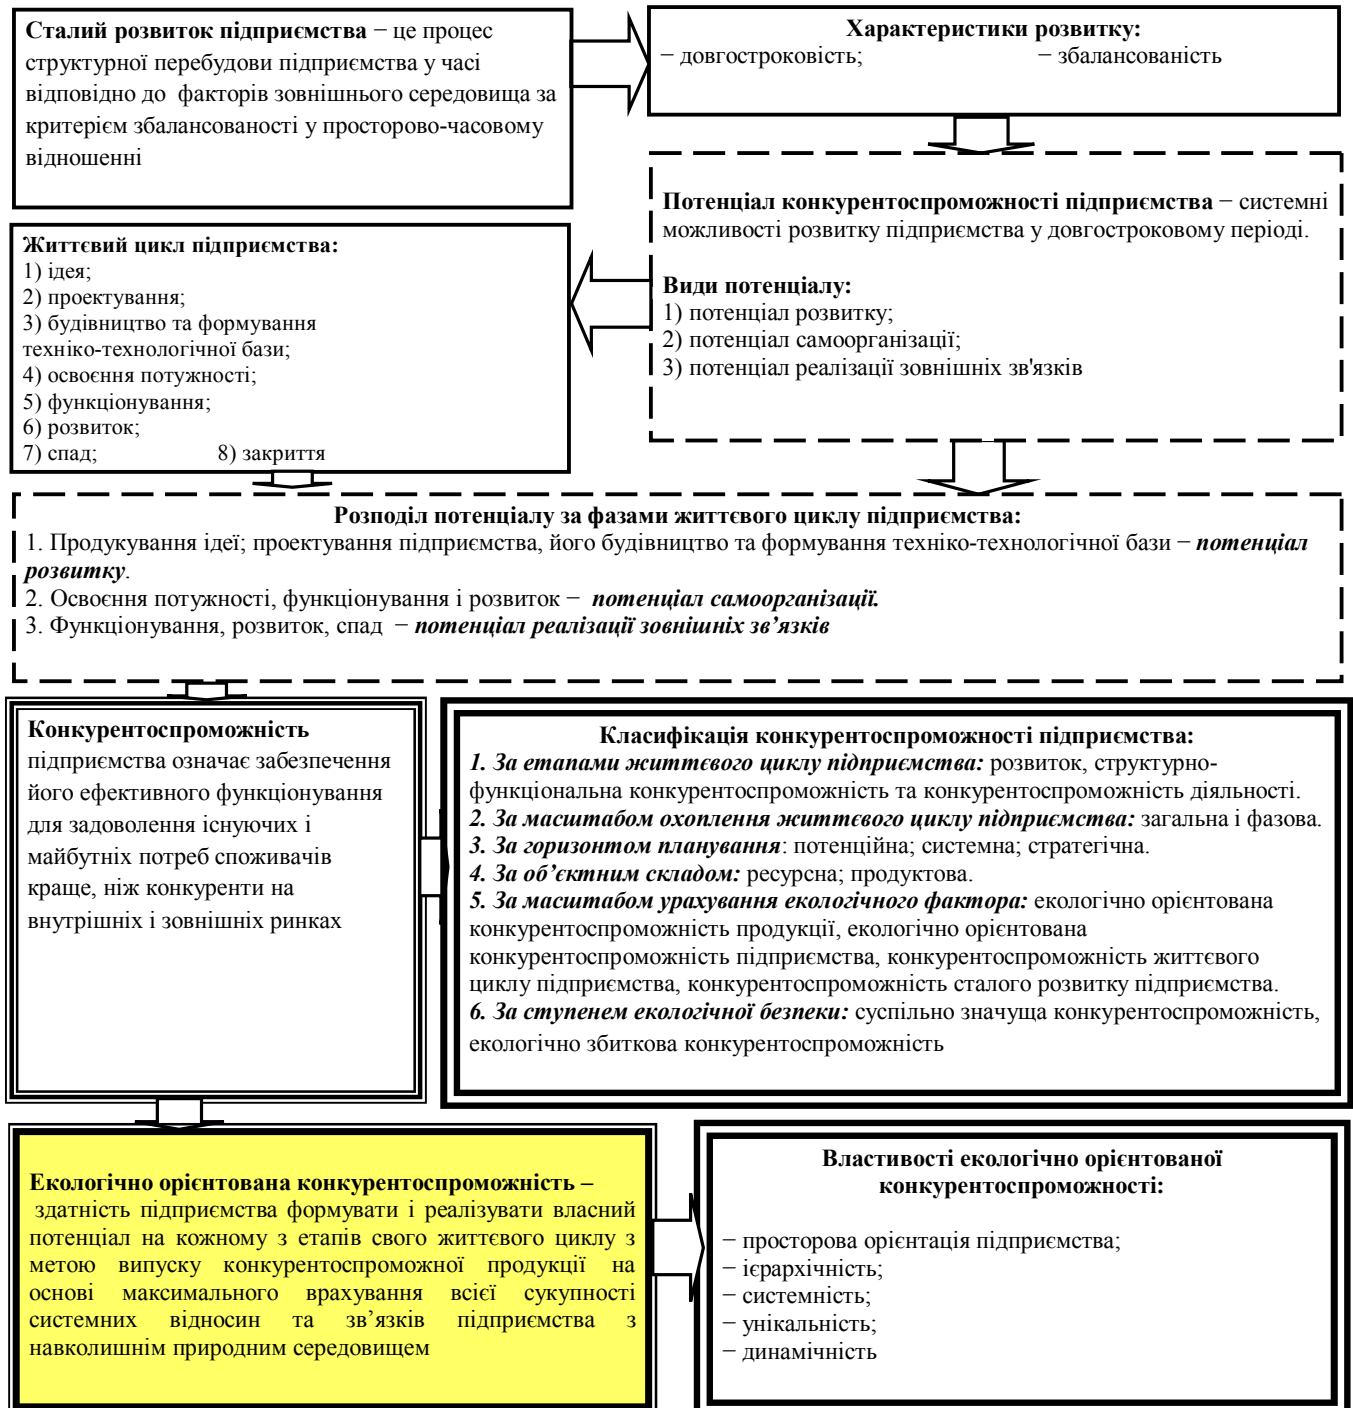 Сталий розвиток підприємства − це процес
структурної перебудови підприємства у часі
відповідно до факторів зовнішнього середовища за
критерієм збалансованості у просторово-часовому
відношенні
Характеристики розвитку:
− довгостроковість; − збалансованість
Потенціал конкурентоспроможності підприємства − системні
можливості розвитку підприємства у довгостроковому періоді.
Види потенціалу:
1) потенціал розвитку;
2) потенціал самоорганізації;
3) потенціал реалізації зовнішніх зв'язків
Життєвий цикл підприємства:
1) ідея;
2) проектування;
3) будівництво та формування
техніко-технологічної бази;
4) освоєння потужності;
5) функціонування;
6) розвиток;
7) спад; 8) закриття
Розподіл потенціалу за фазами життєвого циклу підприємства:
1. Продукування ідеї; проектування підприємства, його будівництво та формування техніко-технологічної бази − потенціал
розвитку.
2. Освоєння потужності, функціонування і розвиток − потенціал самоорганізації.
3. Функціонування, розвиток, спад − потенціал реалізації зовнішніх зв’язків
Конкурентоспроможність
підприємства означає забезпечення
його ефективного функціонування
для задоволення існуючих і
майбутніх потреб споживачів
краще, ніж конкуренти на
внутрішніх і зовнішніх ринках
Класифікація конкурентоспроможності підприємства:
1. За етапами життєвого циклу підприємства: розвиток, структурно-
функціональна конкурентоспроможність та конкурентоспроможність діяльності.
2. За масштабом охоплення життєвого циклу підприємства: загальна і фазова.
3. За горизонтом планування: потенційна; системна; стратегічна.
4. За об’єктним складом: ресурсна; продуктова.
5. За масштабом урахування екологічного фактора: екологічно орієнтована
конкурентоспроможність продукції, екологічно орієнтована
конкурентоспроможність підприємства, конкурентоспроможність життєвого
циклу підприємства, конкурентоспроможність сталого розвитку підприємства.
6. За ступенем екологічної безпеки: суспільно значуща конкурентоспроможність,
екологічно збиткова конкурентоспроможність
Екологічно орієнтована конкурентоспроможність –
здатність підприємства формувати і реалізувати власний
потенціал на кожному з етапів свого життєвого циклу з
метою випуску конкурентоспроможної продукції на
основі максимального врахування всієї сукупності
системних відносин та зв’язків підприємства з
навколишнім природним середовищем
Властивості екологічно орієнтованої
конкурентоспроможності:
− просторова орієнтація підприємства;
− ієрархічність;
− системність;
− унікальність;
− динамічність